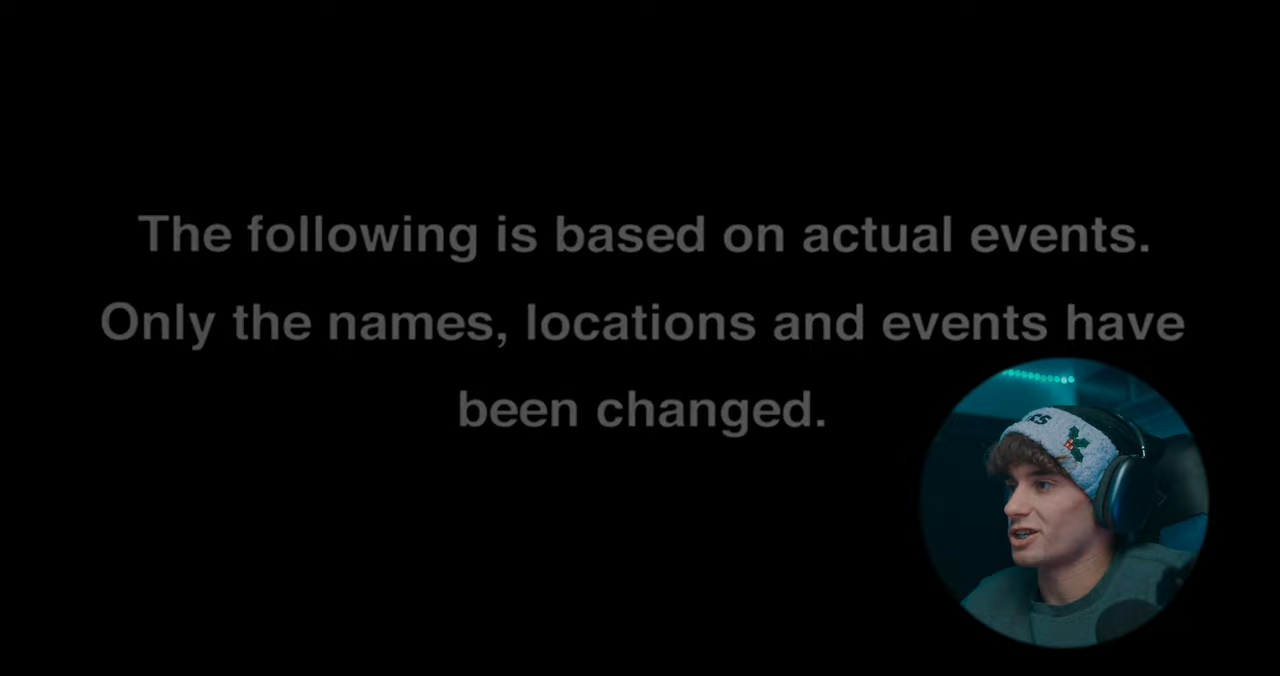 The following is based on actual events.
Only the names, locations and events have
been changed.